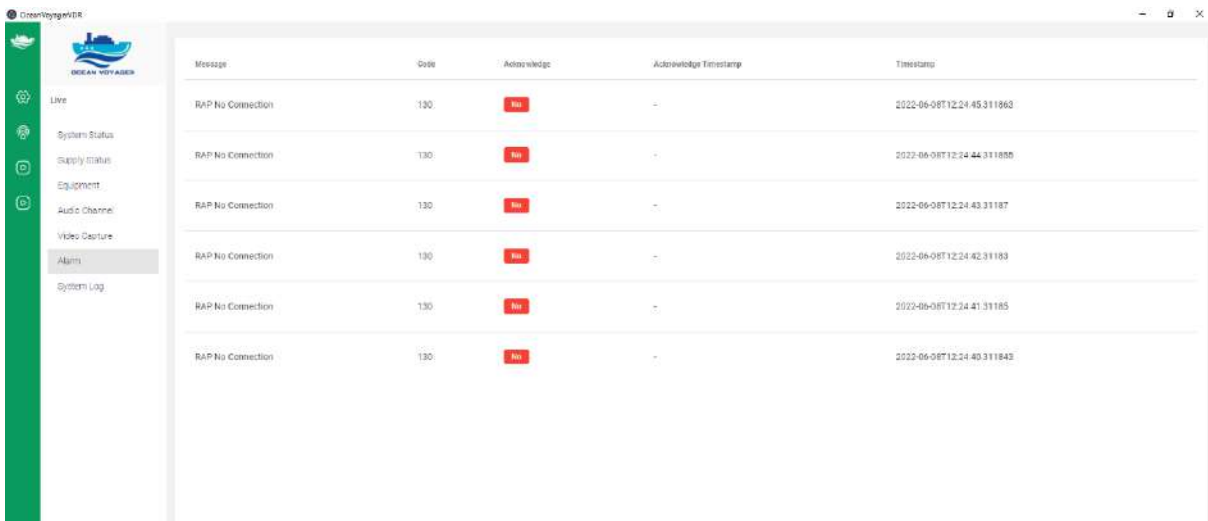 OceanVoyagerVDR
OCEAN VOYAGER
Live
System Status
Supply Status
Equipment
Audio Channel
Video Capture
Alarm
System Log
Message Code Acknowledge Acknowledge Timestamp Timestamp
RAP No Connection 130 No - 2022-06-08T12:24:45.311863
RAP No Connection 130 No - 2022-06-08T12:24:44.311855
RAP No Connection 130 No - 2022-06-08T12:24:43.31187
RAP No Connection 130 No - 2022-06-08T12:24:42.31183
RAP No Connection 130 No - 2022-06-08T12:24:41.31185
RAP No Connection 130 No - 2022-06-08T12:24:40.311843